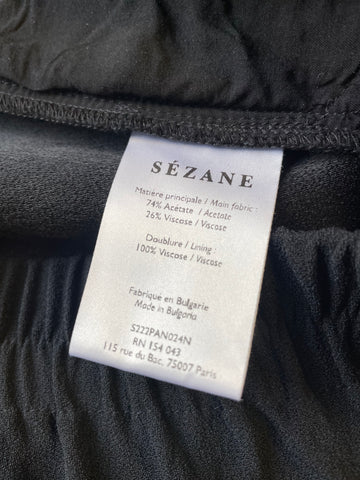 SÉZANE
Matière principale / Main fabric :
74% Acétate / Acetate
26% Viscose / Viscose
Doublure / Lining :
100% Viscose / Viscose
Fabrique en Bulgarie
Made in Bulgaria
S222PAN024N
RN 154 043
115 rue du Bac, 75007 Paris